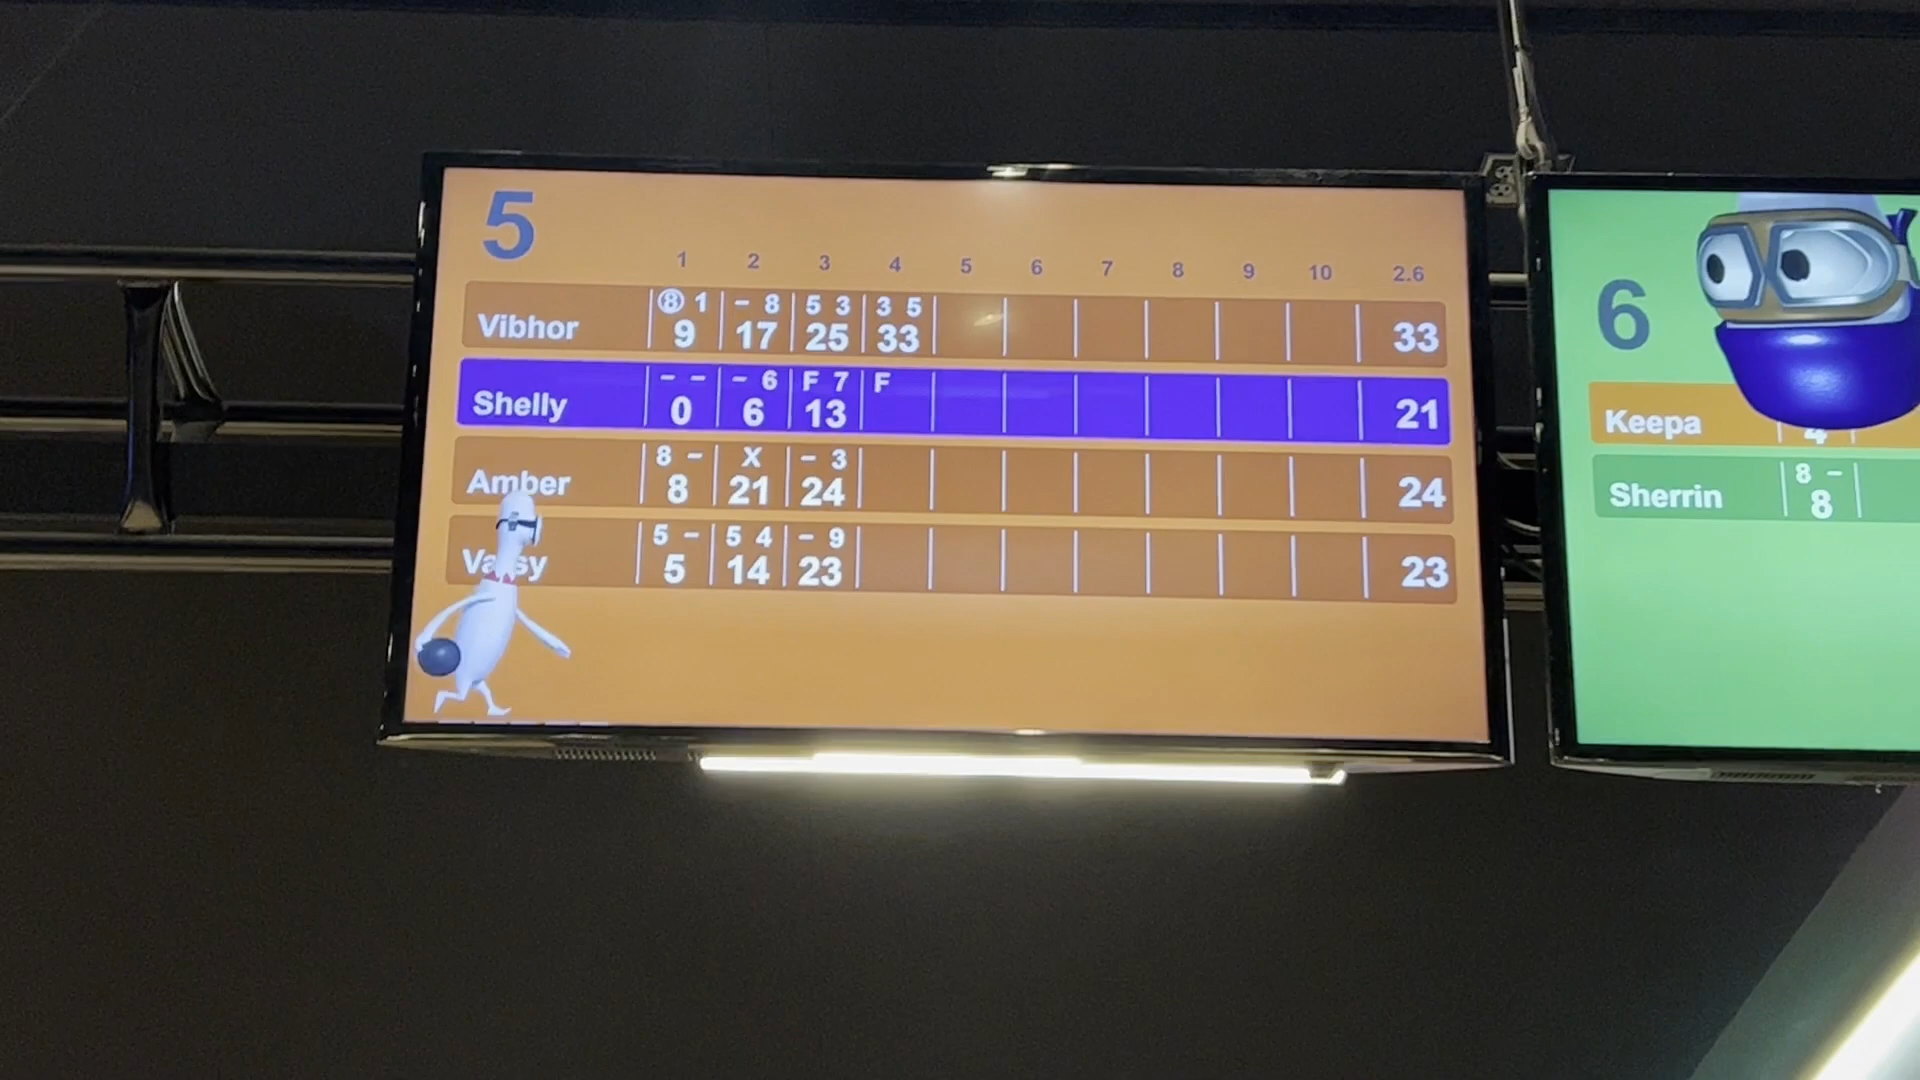 5
1 2 3 4 5 6 7 8 9 10 2.6
⑧ 1 - 8 5 3 3 5
Vibhor 9 17 25 33 33
- - - 6 F 7 F
Shelly 0 6 13 21
8 - X - 3
Amber 8 21 24 24
5 - 5 4 - 9
5 14 23 23
6
Keepa 4
8 -
Sherrin 8